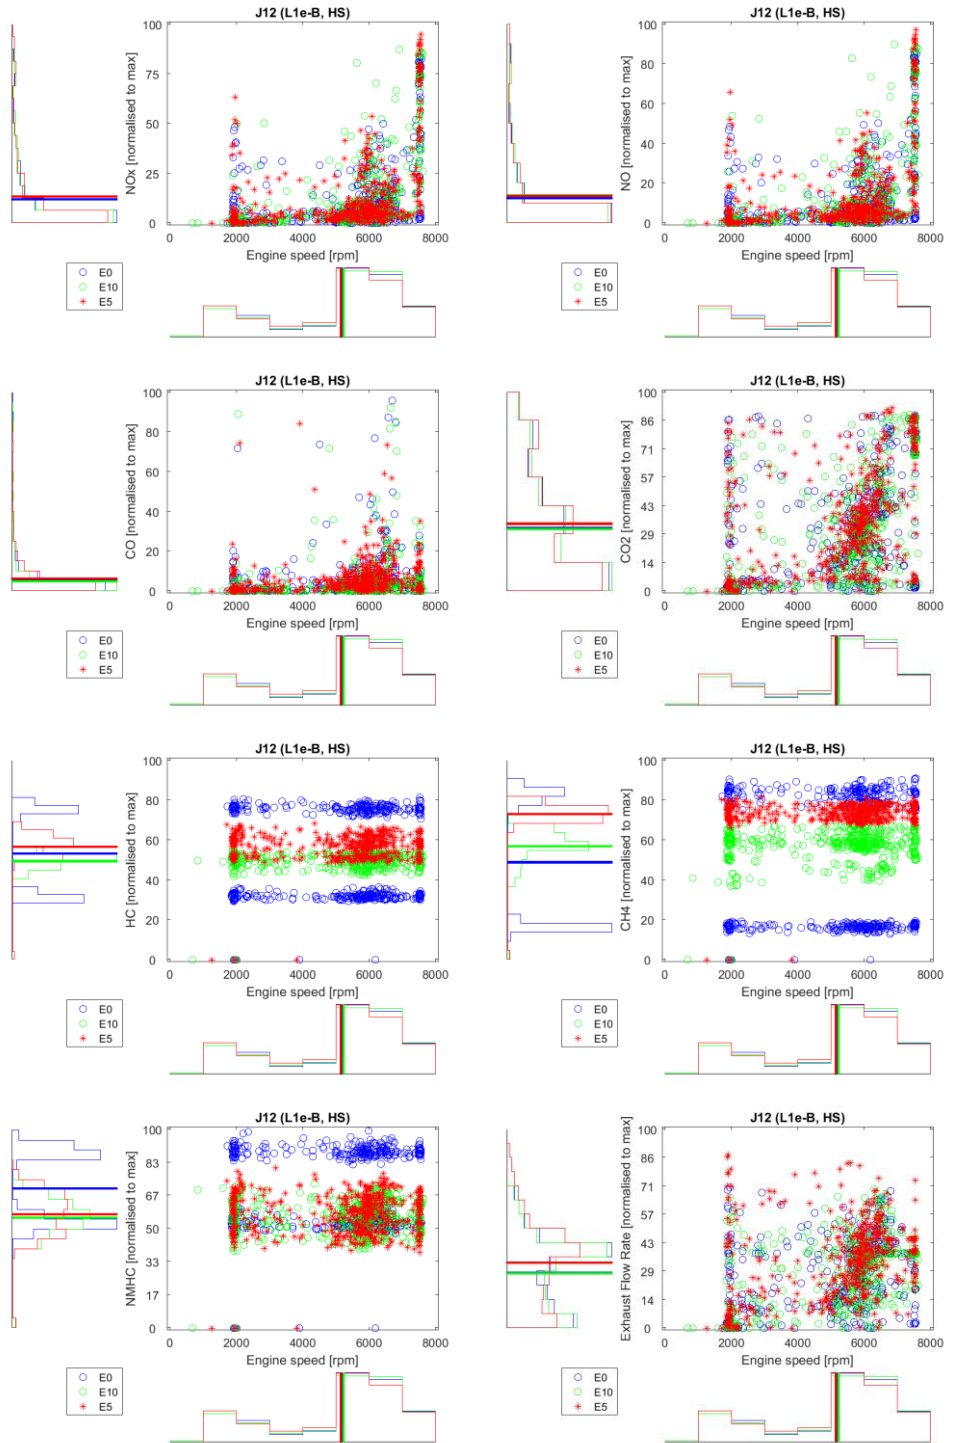 J12 (L1e-B, HS)
100
75
50
25
0
NOx [normalised to max]
0 2000 4000 6000 8000
Engine speed [rpm]
E0
E10
E5
J12 (L1e-B, HS)
100
80
60
40
20
0
NO [normalised to max]
0 2000 4000 6000 8000
Engine speed [rpm]
E0
E10
E5
J12 (L1e-B, HS)
100
80
60
40
20
0
CO [normalised to max]
0 2000 4000 6000 8000
Engine speed [rpm]
E0
E10
E5
J12 (L1e-B, HS)
100
86
71
57
43
29
14
0
CO2 [normalised to max]
0 2000 4000 6000 8000
Engine speed [rpm]
E0
E10
E5
J12 (L1e-B, HS)
100
80
60
40
20
0
HC [normalised to max]
0 2000 4000 6000 8000
Engine speed [rpm]
E0
E10
E5
J12 (L1e-B, HS)
100
80
60
40
20
0
CH4 [normalised to max]
0 2000 4000 6000 8000
Engine speed [rpm]
E0
E10
E5
J12 (L1e-B, HS)
100
83
67
50
33
17
0
NMHC [normalised to max]
0 2000 4000 6000 8000
Engine speed [rpm]
E0
E10
E5
J12 (L1e-B, HS)
100
86
71
57
43
29
14
0
Exhaust Flow Rate [normalised to max]
0 2000 4000 6000 8000
Engine speed [rpm]
E0
E10
E5